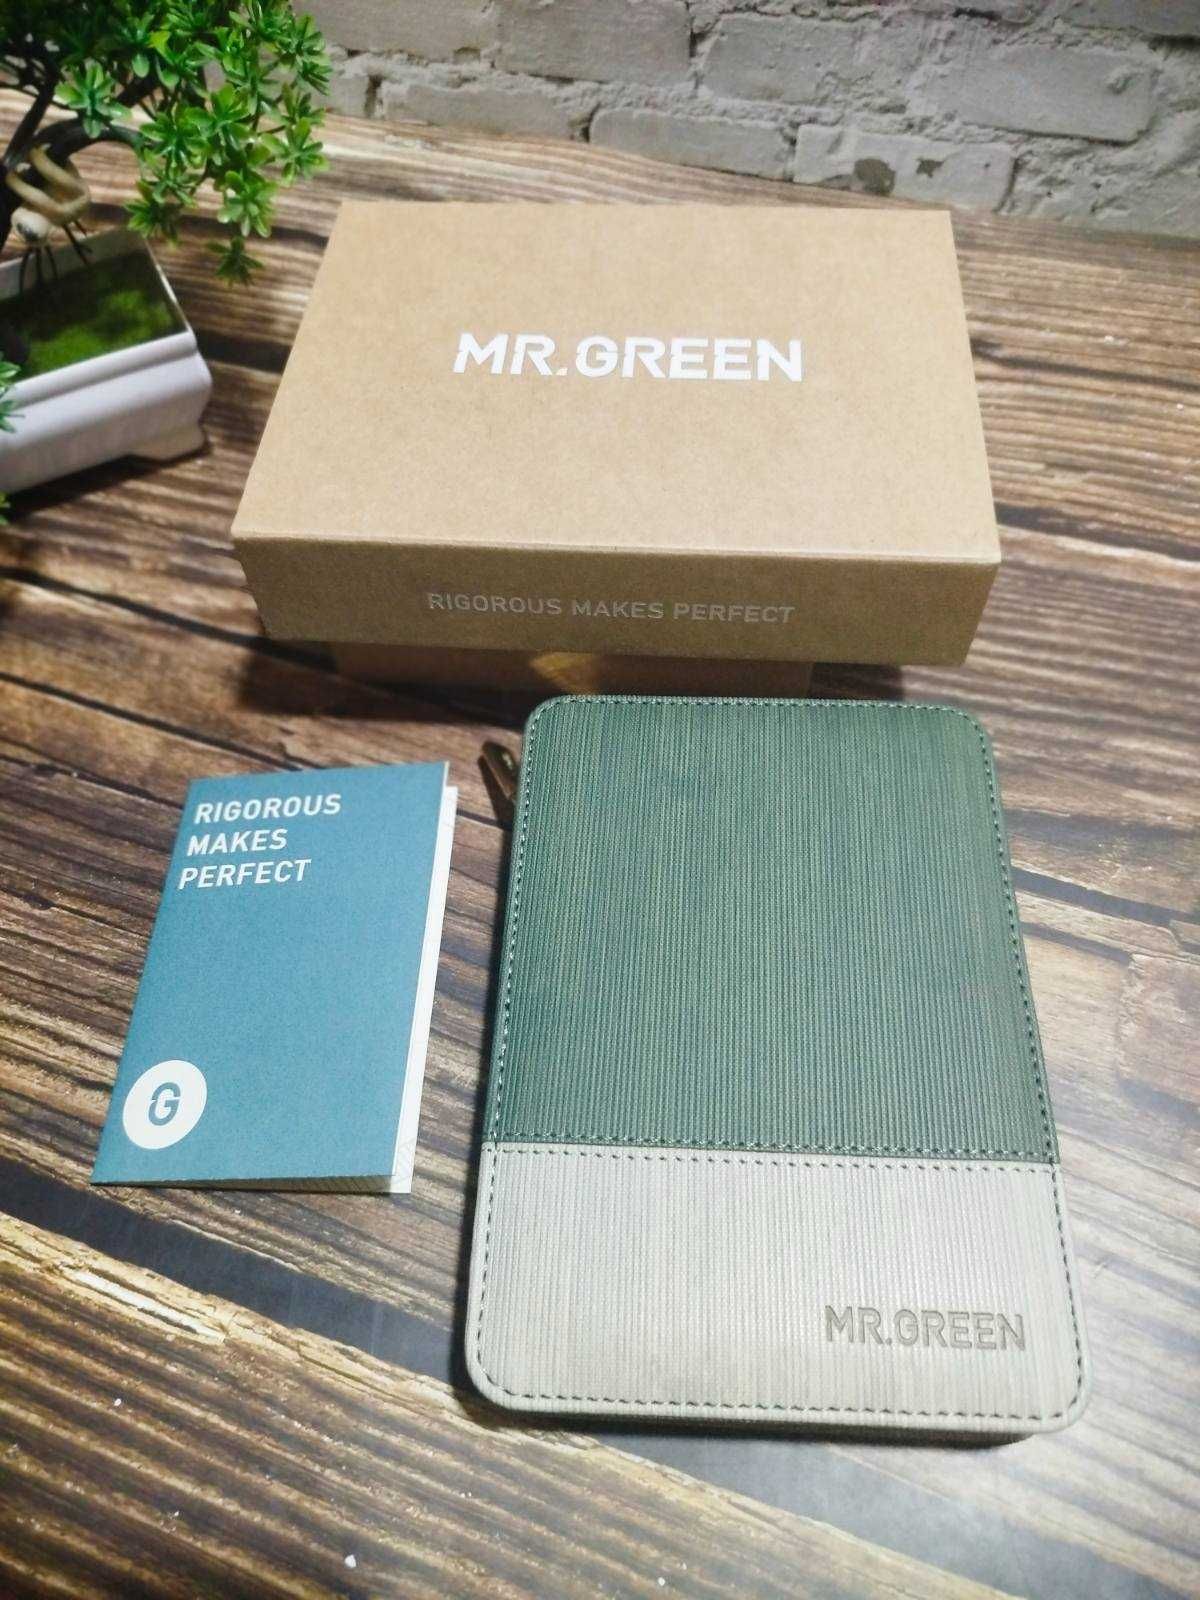 MR.GREEN
RIGOROUS MAKES PERFECT
RIGOROUS
MAKES
PERFECT
G
MR.GREEN